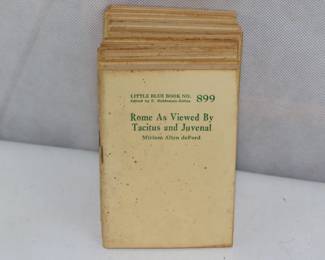 LITTLE BLUE BOOK NO. 899
Edited by E. Haldeman-Julius
Rome As Viewed By
Tacitus and Juvenal
Miriam Allen deFord